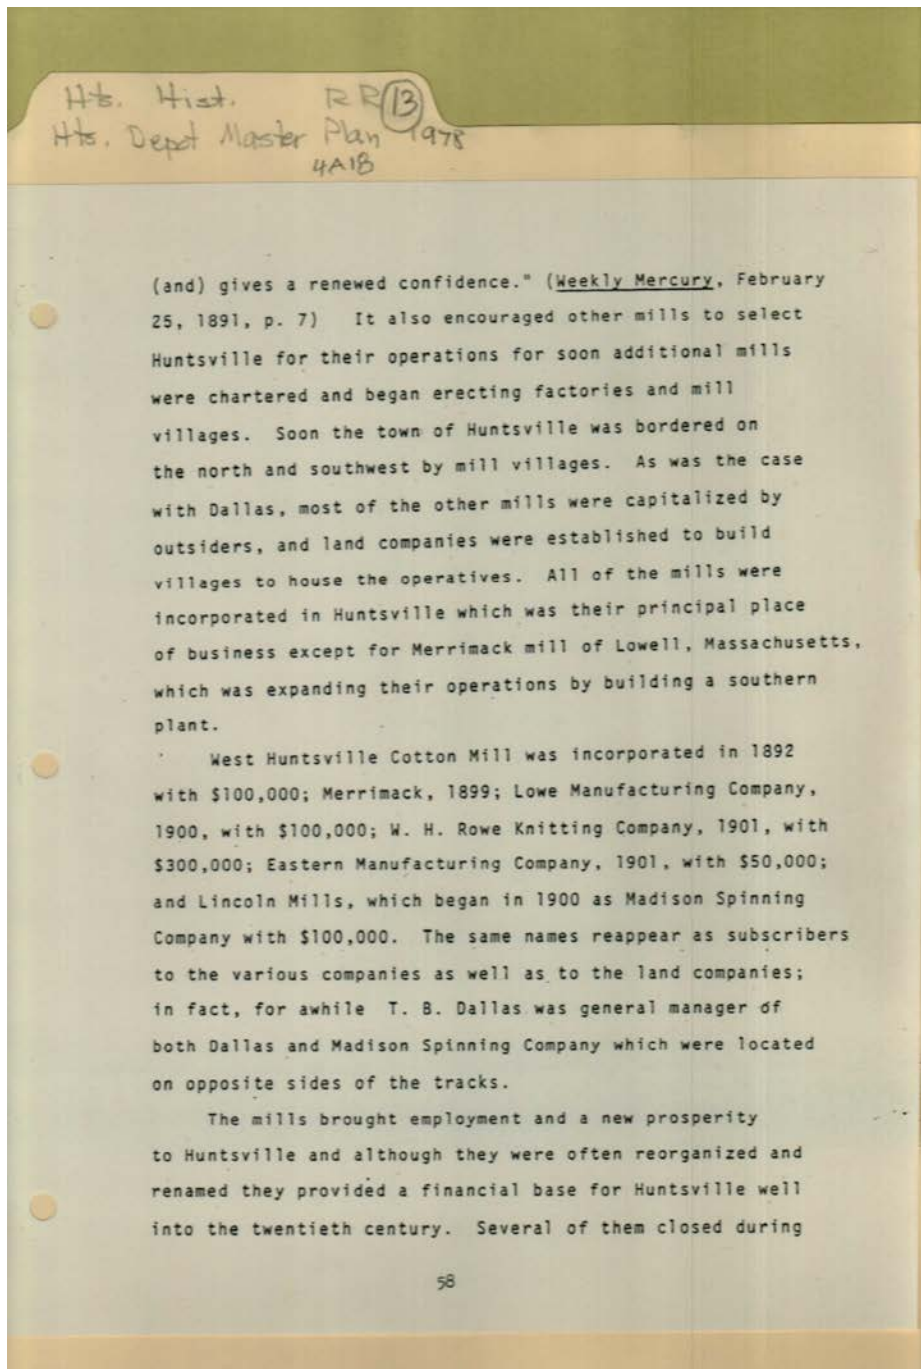 Hts. Hist. RR 13
Hts. Depot Master Plan 1978
4A1B
(and) gives a renewed confidence." (Weekly Mercury, February
25, 1891, p. 7) It also encouraged other mills to select
Huntsville for their operations for soon additional mills
were chartered and began erecting factories and mill
villages. Soon the town of Huntsville was bordered on
the north and southwest by mill villages. As was the case
with Dallas, most of the other mills were capitalized by
outsiders, and land companies were established to build
villages to house the operatives. All of the mills were
incorporated in Huntsville which was their principal place
of business except for Merrimack mill of Lowell, Massachusetts,
which was expanding their operations by building a southern
plant.
West Huntsville Cotton Mill was incorporated in 1892
with $100,000; Merrimack, 1899; Lowe Manufacturing Company,
1900, with $100,000; W. H. Rowe Knitting Company, 1901, with
$300,000; Eastern Manufacturing Company, 1901, with $50,000;
and Lincoln Mills, which began in 1900 as Madison Spinning
Company with $100,000. The same names reappear as subscribers
to the various companies as well as to the land companies;
in fact, for awhile T. B. Dallas was general manager of
both Dallas and Madison Spinning Company which were located
on opposite sides of the tracks.
The mills brought employment and a new prosperity
to Huntsville and although they were often reorganized and
renamed they provided a financial base for Huntsville well
into the twentieth century. Several of them closed during
58